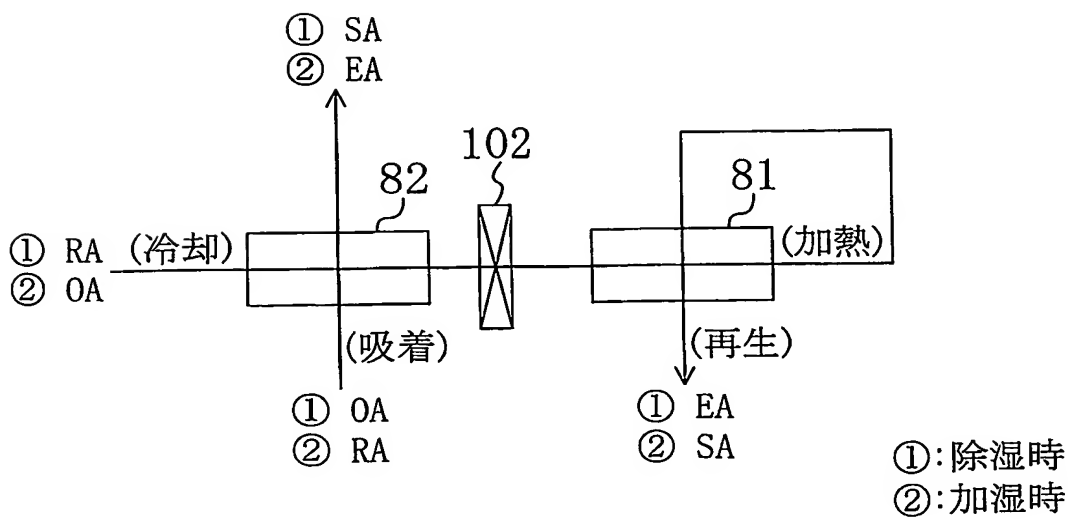 ① SA
② EA
102
82
81
① RA (冷却)
② OA
(加熱)
(吸着)
(再生)
① OA
② RA
① EA
② SA
①:除湿時
②:加湿時